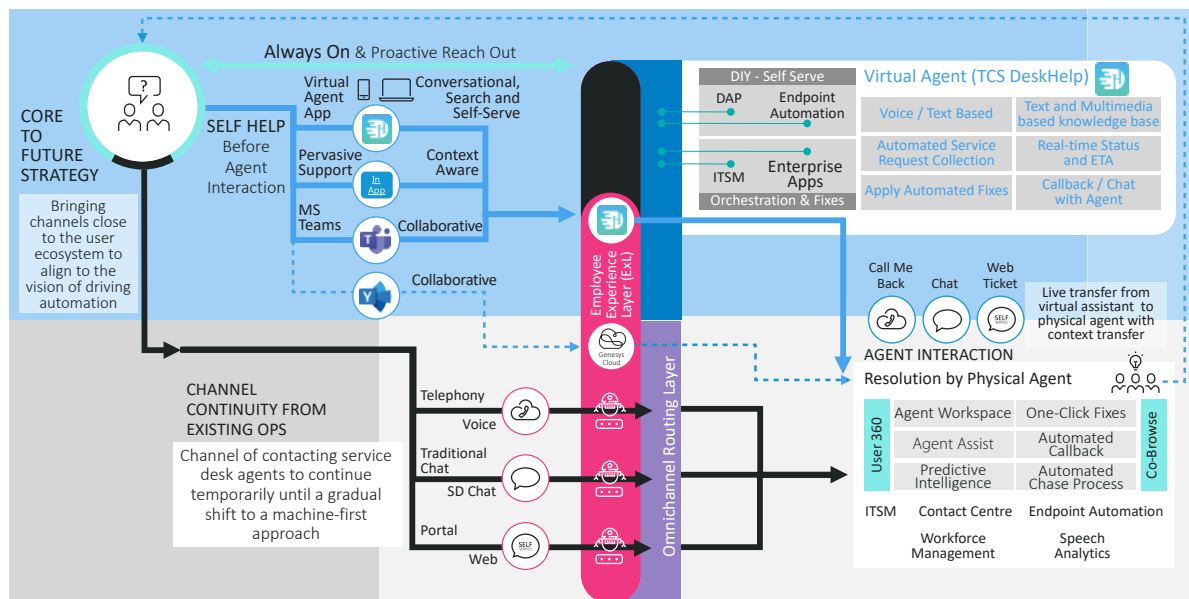 Always On & Proactive Reach Out
?
CORE
TO
FUTURE
STRATEGY
Bringing
channels close
to the user
ecosystem to
align to the
vision of driving
automation
SELF HELP
Before
Agent
Interaction
Virtual
Agent
App
Conversational,
Search and
Self-Serve
Pervasive
Support
In
App
Context
Aware
MS
Teams
T
Collaborative
Y
Collaborative
Employee
Experience
Layer (ExL)
Genesys
Cloud
DIY - Self Serve
DAP
Endpoint
Automation
ITSM
Enterprise
Apps
Orchestration & Fixes
Virtual Agent (TCS DeskHelp)
Voice / Text Based
Text and Multimedia
based knowledge base
Automated Service
Request Collection
Real-time Status
and ETA
Apply Automated Fixes
Callback / Chat
with Agent
Call Me
Back
Chat
Web
Ticket
SELF
SERVICE
Live transfer from
virtual assistant to
physical agent with
context transfer
CHANNEL
CONTINUITY FROM
EXISTING OPS
Channel of contacting service
desk agents to continue
temporarily until a gradual
shift to a machine-first
approach
Telephony
Voice
Traditional
Chat
SD Chat
Portal
Web
SELF
SERVICE
Omnichannel Routing Layer
AGENT INTERACTION
Resolution by Physical Agent
User 360
Agent Workspace
One-Click Fixes
Agent Assist
Automated
Callback
Predictive
Intelligence
Automated
Chase Process
Co-Browse
ITSM
Contact Centre
Endpoint Automation
Workforce
Management
Speech
Analytics